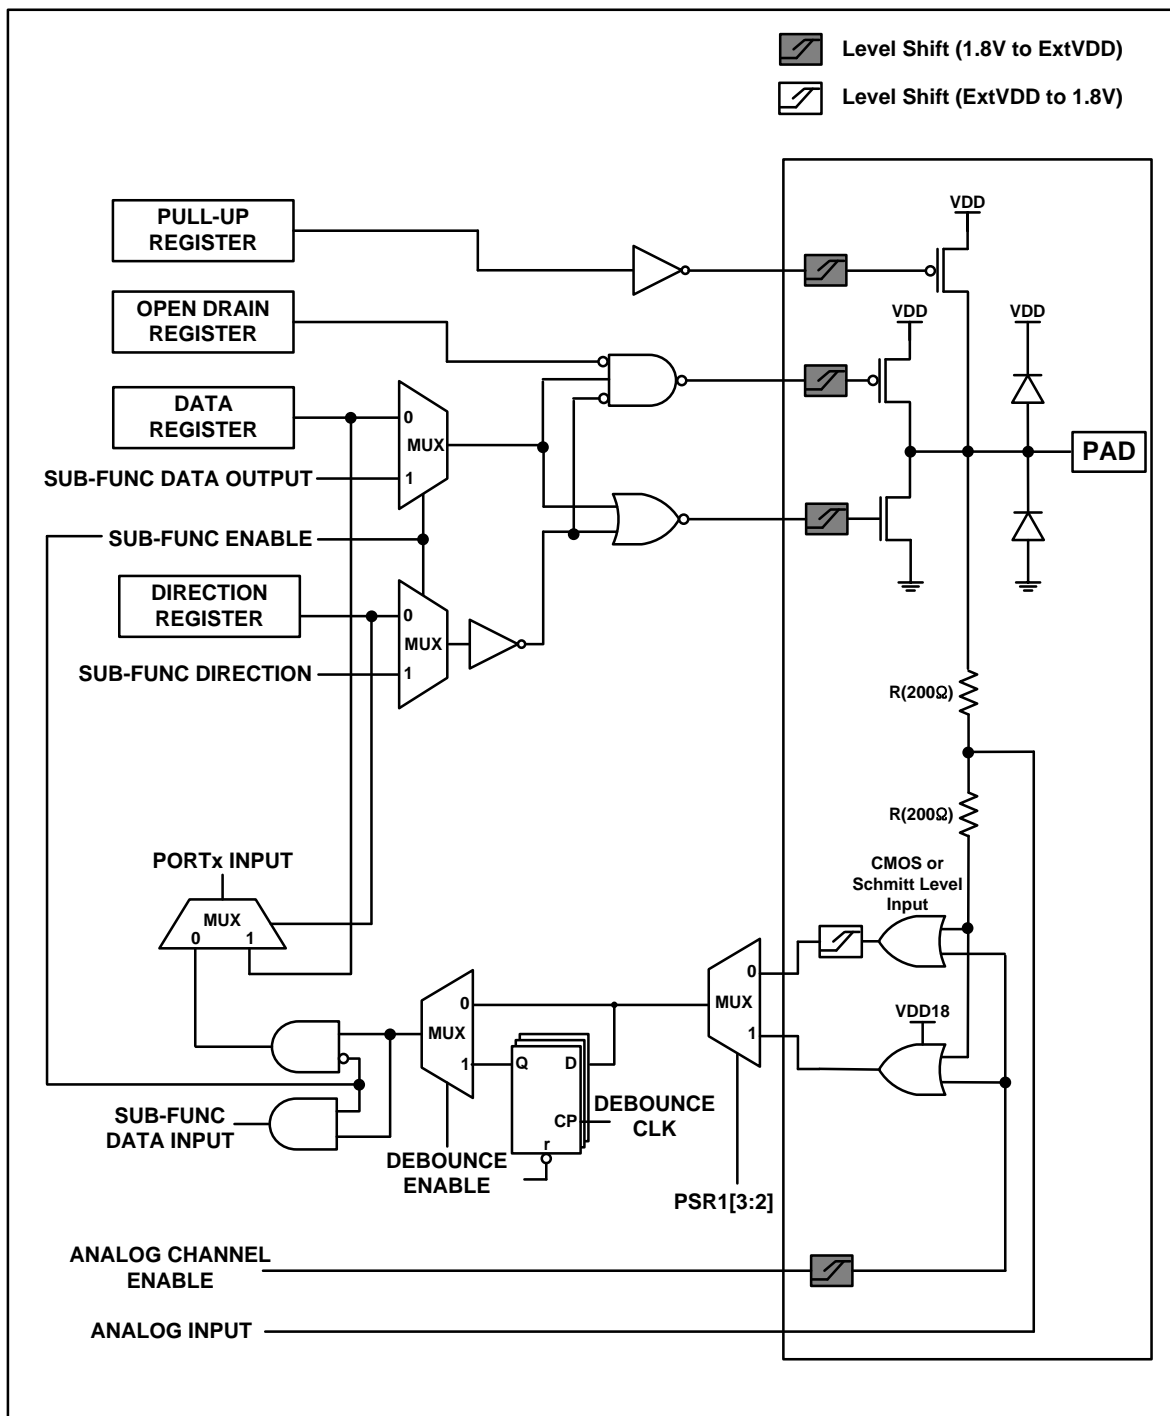 Level Shift (1.8V to ExtVDD)
Level Shift (ExtVDD to 1.8V)
PULL-UP
REGISTER
VDD
OPEN DRAIN
REGISTER
VDD
VDD
DATA
REGISTER
0
MUX
1
SUB-FUNC DATA OUTPUT
PAD
SUB-FUNC ENABLE
DIRECTION
REGISTER
0
MUX
1
SUB-FUNC DIRECTION
R(200Ω)
R(200Ω)
PORTx INPUT
MUX
0 1
CMOS or
Schmitt Level
Input
0
MUX
1
VDD18
0
MUX
1
Q D
CP
r
DEBOUNCE
CLK
SUB-FUNC
DATA INPUT
DEBOUNCE
ENABLE
PSR1[3:2]
ANALOG CHANNEL
ENABLE
ANALOG INPUT